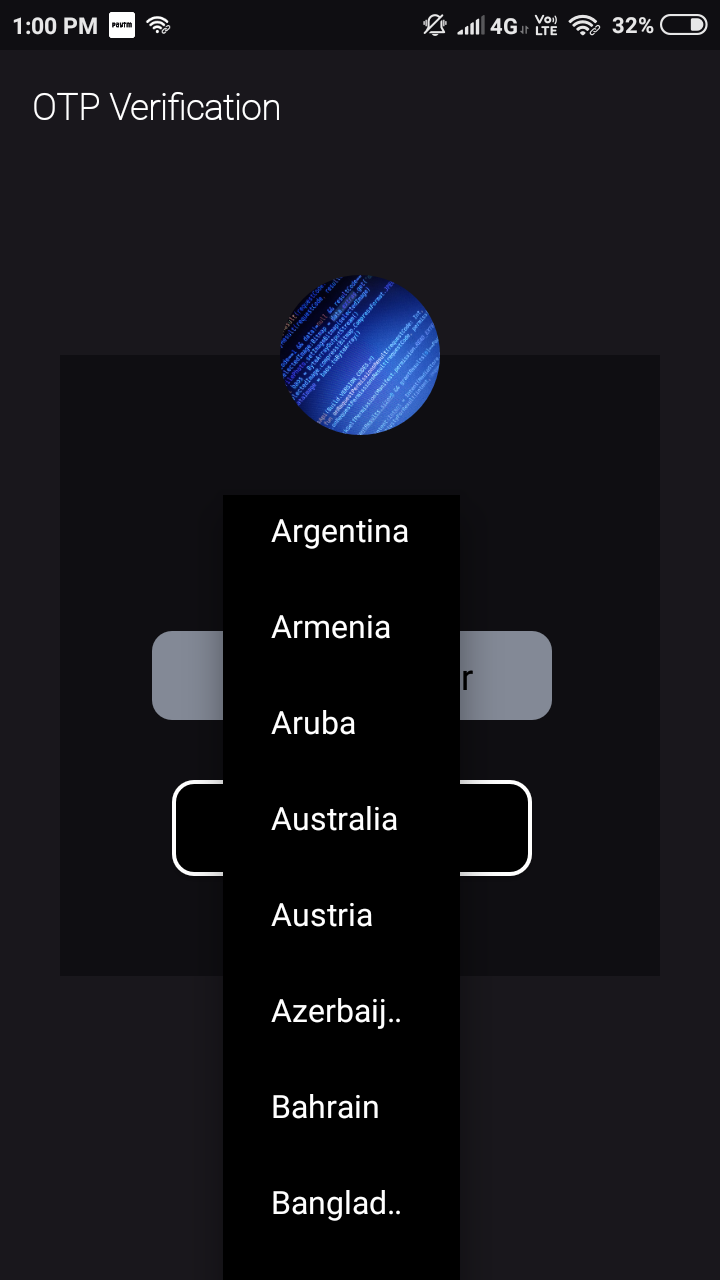 1:00 PM Paytm 4G Vo) LTE 32%
OTP Verification
Argentina
Armenia
r
Aruba
Australia
Austria
Azerbaij..
Bahrain
Banglad..